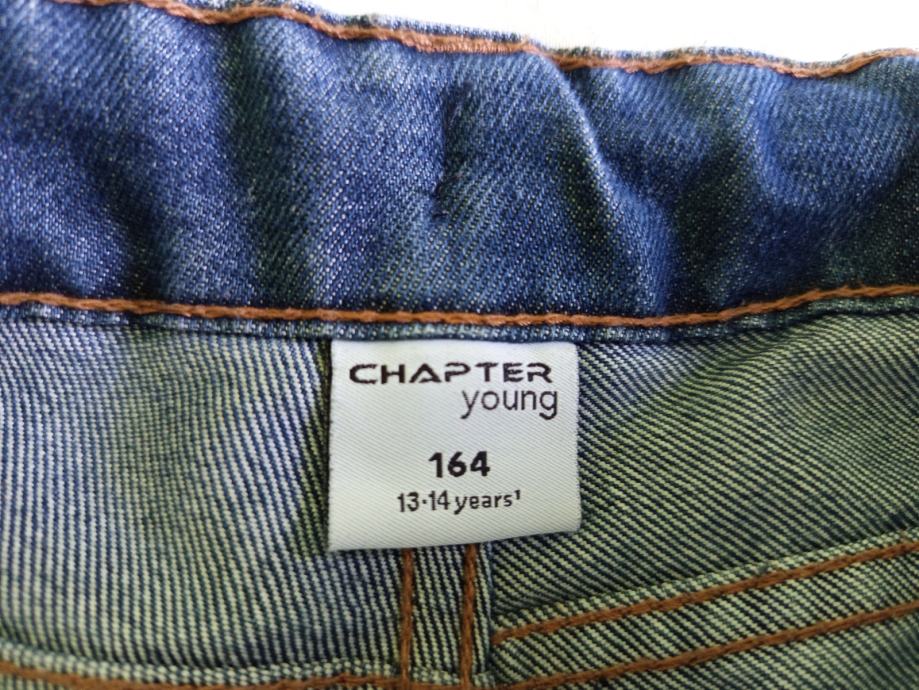 CHAPTER
young
164
13-14 years¹